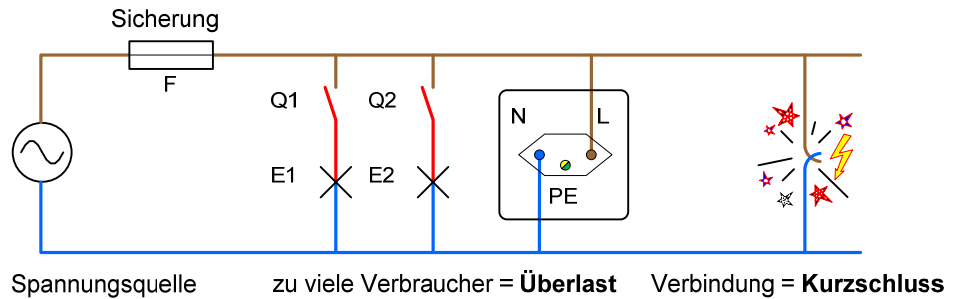 Sicherung
F
Q1
Q2
N
L
E1
E2
PE
Spannungsquelle
zu viele Verbraucher = Überlast
Verbindung = Kurzschluss